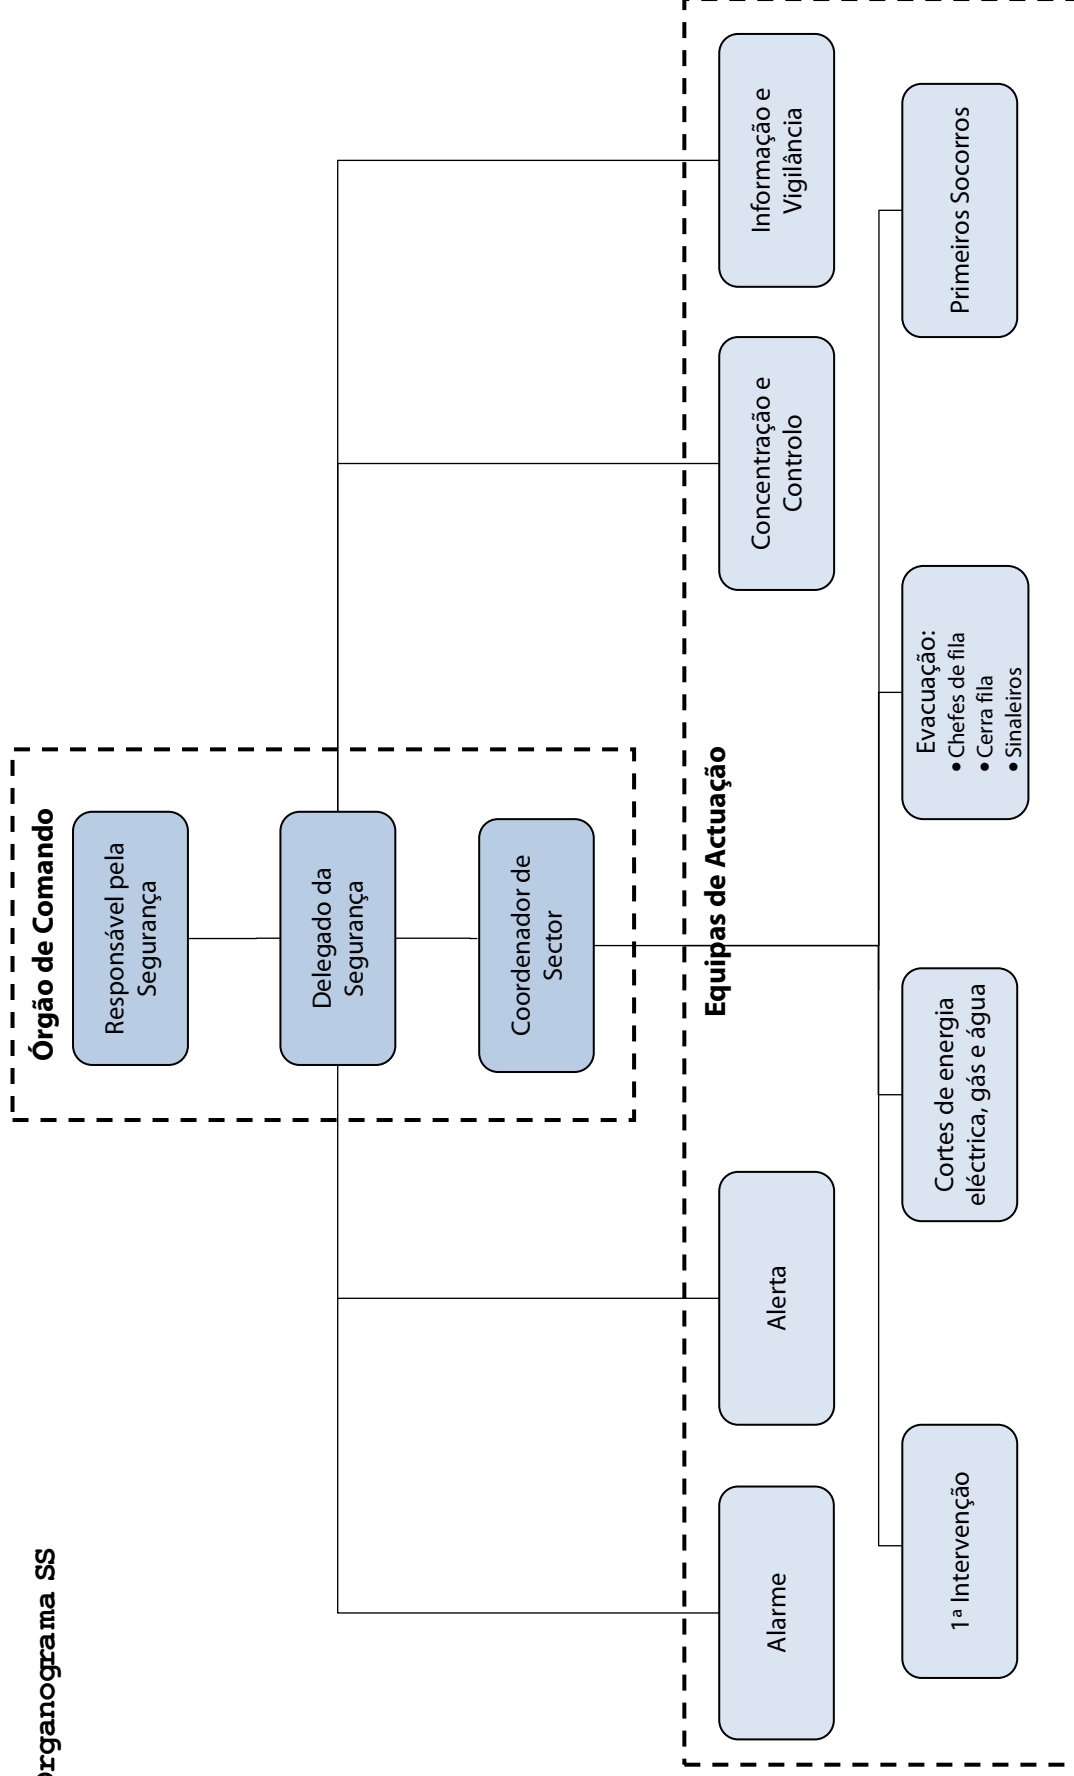 Organograma SS
Órgão de Comando
Responsável pela
Segurança
Delegado da
Segurança
Coordenador de
Sector
Equipas de Actuação
Alarme
Alerta
Concentração e
Controlo
Informação e
Vigilância
1ª Intervenção
Cortes de energia
eléctrica, gás e água
Evacuação:
• Chefes de fila
• Cerra fila
• Sinaleiros
Primeiros Socorros